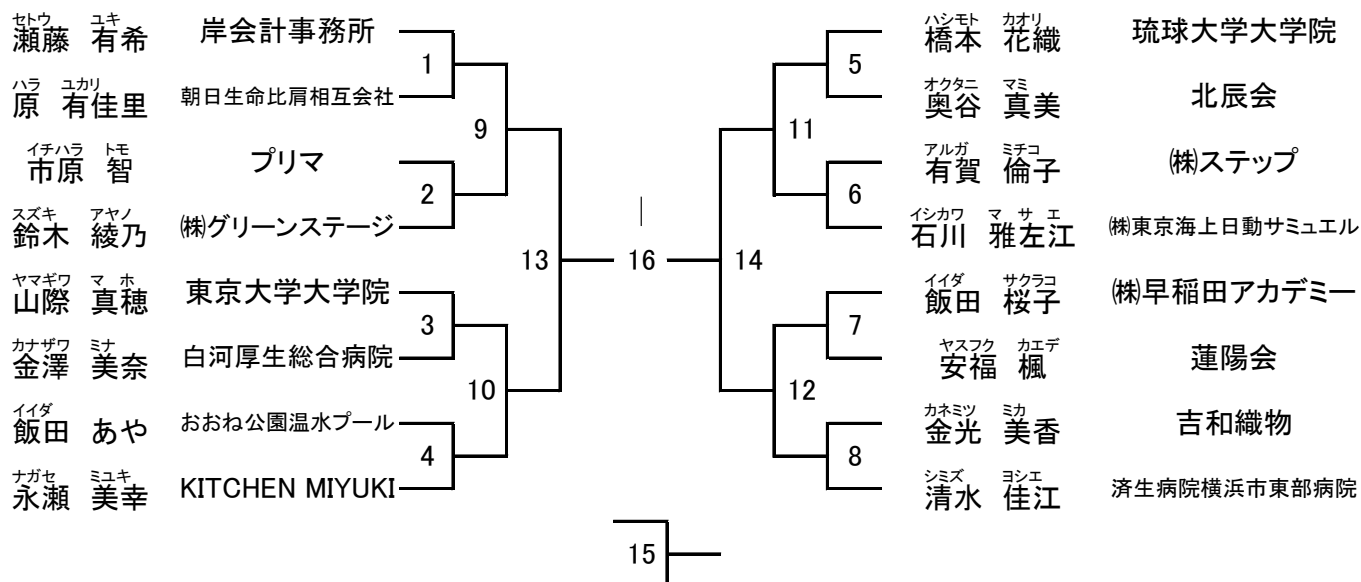 セトウ ユキ
瀬藤 有希 岸会計事務所
1
ハラ ユカリ
原 有佳里 朝日生命比肩相互会社
9
イチハラ トモ
市原 智 プリマ
2
スズキ アヤノ
鈴木 綾乃 ㈱グリーンステージ
13
ヤマギワ マホ
山際 真穂 東京大学大学院
3
カナザワ ミナ
金澤 美奈 白河厚生総合病院
10
イイダ
飯田 あや おおね公園温水プール
4
ナガセ ミユキ
永瀬 美幸 KITCHEN MIYUKI
16
ハシモト カオリ
橋本 花織 琉球大学大学院
5
オクタニ マミ
奥谷 真美 北辰会
11
アルガ ミチコ
有賀 倫子 ㈱ステップ
6
イシカワ マサエ
石川 雅左江 ㈱東京海上日動サミュエル
14
イイダ サクラコ
飯田 桜子 ㈱早稲田アカデミー
7
ヤスフク カエデ
安福 楓 蓮陽会
12
カネミツ ミカ
金光 美香 吉和織物
8
シミズ ヨシエ
清水 佳江 済生病院横浜市東部病院
15